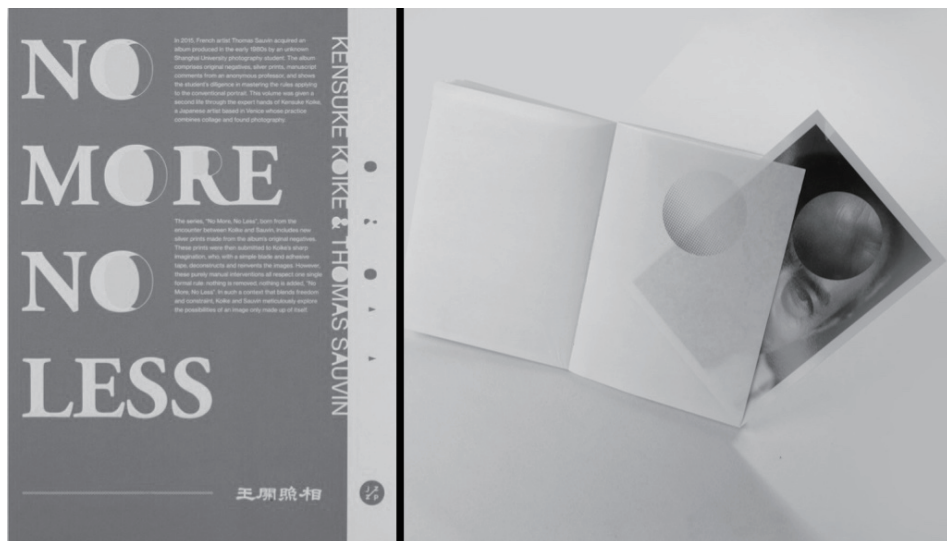 NO
MORE
NO
LESS
In 2015, French artist Thomas Sauvin acquired an
album produced in the early 1980s by an unknown
Shanghai University photography student. The album
comprises original negatives, silver prints, manuscript
comments from an anonymous professor, and shows
the student's diligence in mastering the rules applying
to the conventional portrait. This volume was given a
second life through the expert hands of Kensuke Koike,
a Japanese artist based in Venice whose practice
combines collage and found photography.
The series, "No More, No Less", born from the
encounter between Koike and Sauvin, includes new
silver prints made from the album's original negatives.
These prints were then submitted to Koike's sharp
imagination, who, with a simple blade and adhesive
tape, deconstructs and reinvents the images. However,
these purely manual interventions all respect one single
formal rule: nothing is removed, nothing is added, "No
More, No Less". In such a context that blends freedom
and constraint, Koike and Sauvin meticulously explore
the possibilities of an image only made up of itself.
KENSUKE KOIKE & THOMAS SAUVIN
王開照相